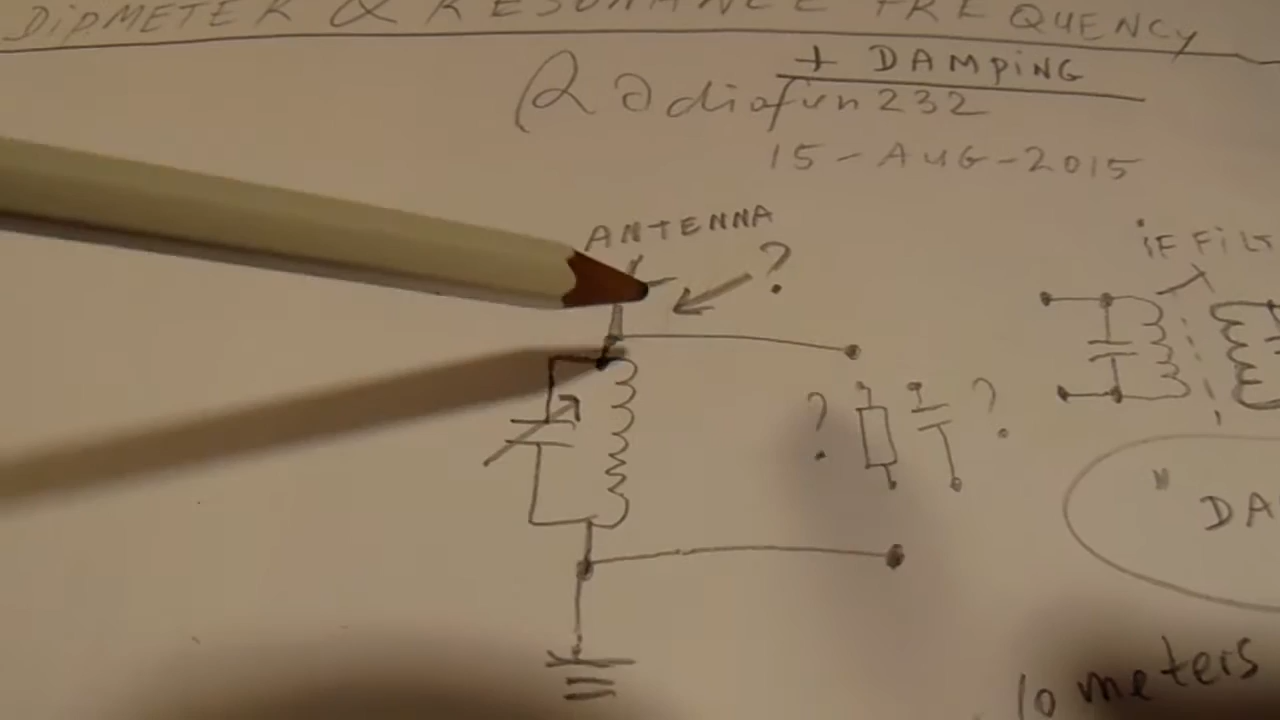 DIPMETER & RESONANCE FREQUENCY
+ DAMPING
Radiofun232
15-AUG-2015
ANTENNA
?
iF FiLT
?
?
" DA
10 meters